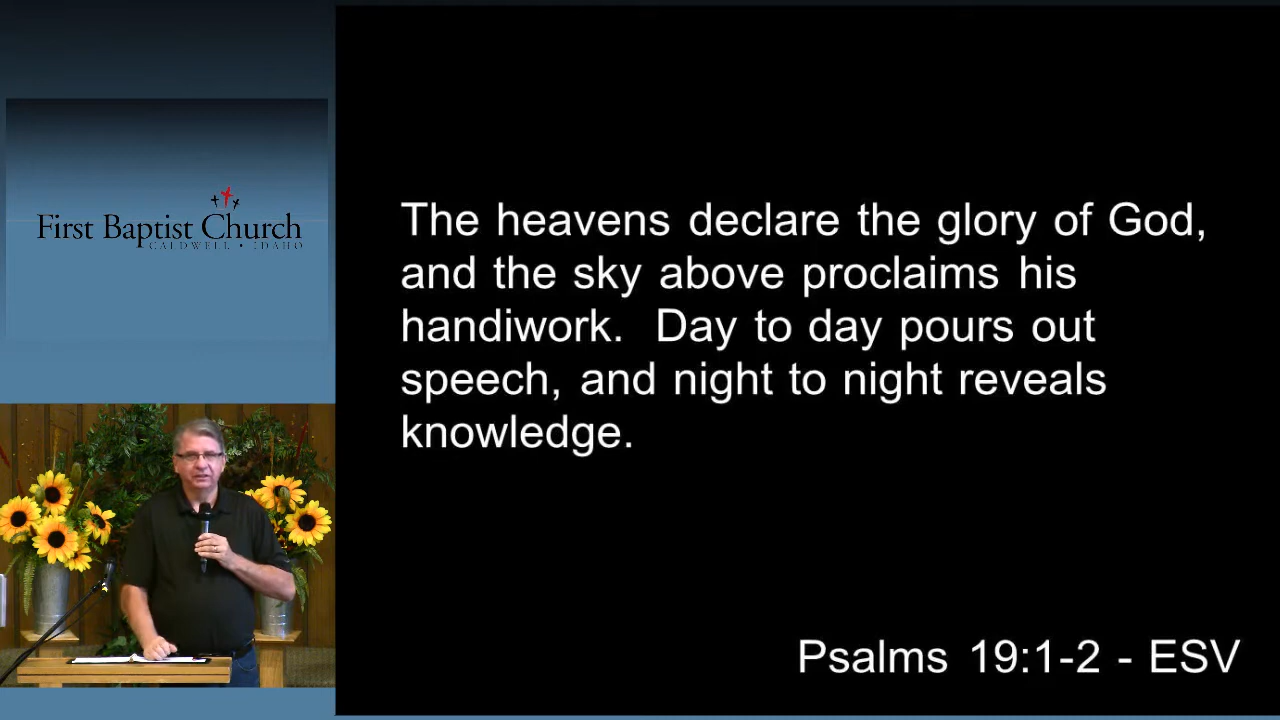 First Baptist Church
CALDWELL • IDAHO
The heavens declare the glory of God,
and the sky above proclaims his
handiwork.  Day to day pours out
speech, and night to night reveals
knowledge.
Psalms 19:1-2 - ESV